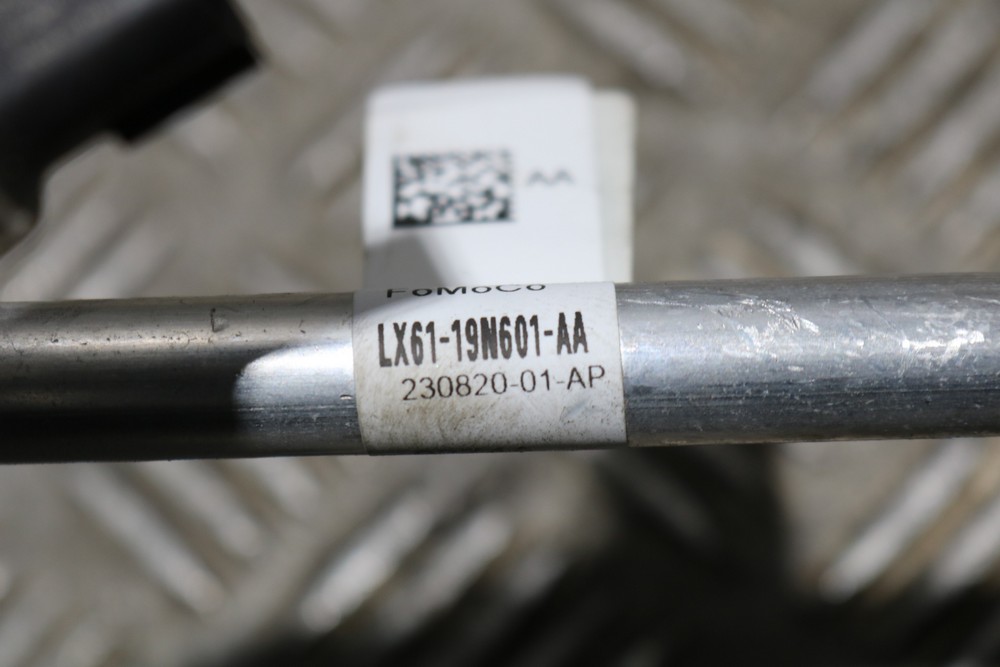 AA
FoMoCo
LX61-19N601-AA
230820-01-AP